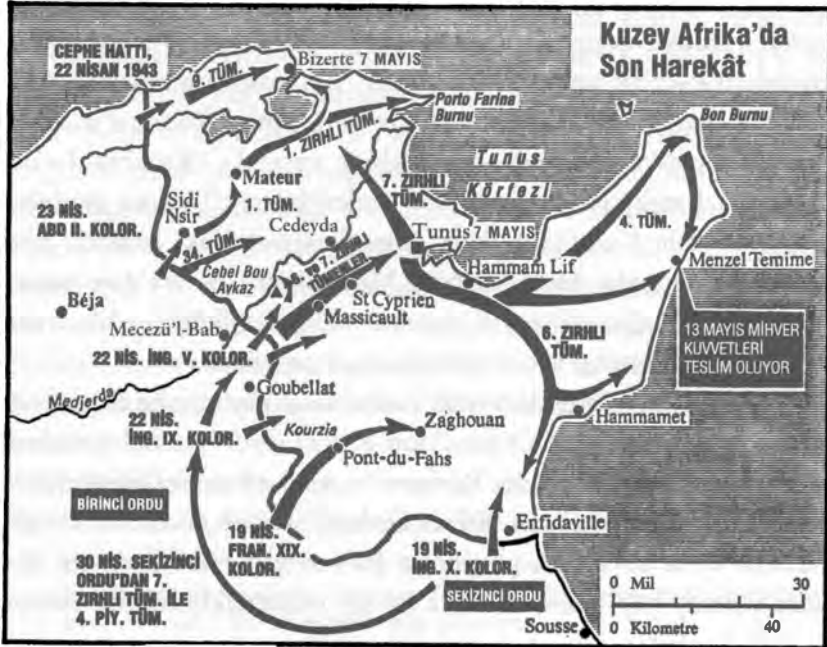 Kuzey Afrika'da
Son Harekât
CEPHE HATTI,
22 NİSAN 1943
9. TÜM.
Bizerte 7 MAYIS
Porto Farina
Burnu
1. ZIRHLI TÜM.
Bon Burnu
Tunus
Körfezi
Mateur
7. ZIRHLI
TÜM.
Sidi
Nsir
1. TÜM.
23 NİS.
ABD II. KOLOR.
34. TÜM.
Cedeyda
Tunus 7 MAYIS
4. TÜM.
Cebel Bou
Avkaz
6. vo 7. ZIRHLI
TÜMENLER
Hammam Lif
Menzel Temime
Béja
St Cyprien
Massicault
Mecezü'l-Bab
6. ZIRHLI
TÜM.
13 MAYIS MİHVER
KUVVETLERİ
TESLİM OLUYOR
22 NİS. İNG. V. KOLOR.
Medjerda
Goubellat
22 NİS.
İNG. IX. KOLOR.
Kourzia
Zaghouan
Hammamet
Pont-du-Fahs
BİRİNCİ ORDU
19 NİS.
FRAN. XIX.
KOLOR.
Enfidaville
19 NİS.
İNG. X KOLOR.
30 NİS. SEKİZİNCİ
ORDU'DAN 7.
ZIRHLI TÜM. İLE
4. PİY. TÜM.
SEKİZİNCİ ORDU
0 Mil 30
0 Kilometre 40
Sousse